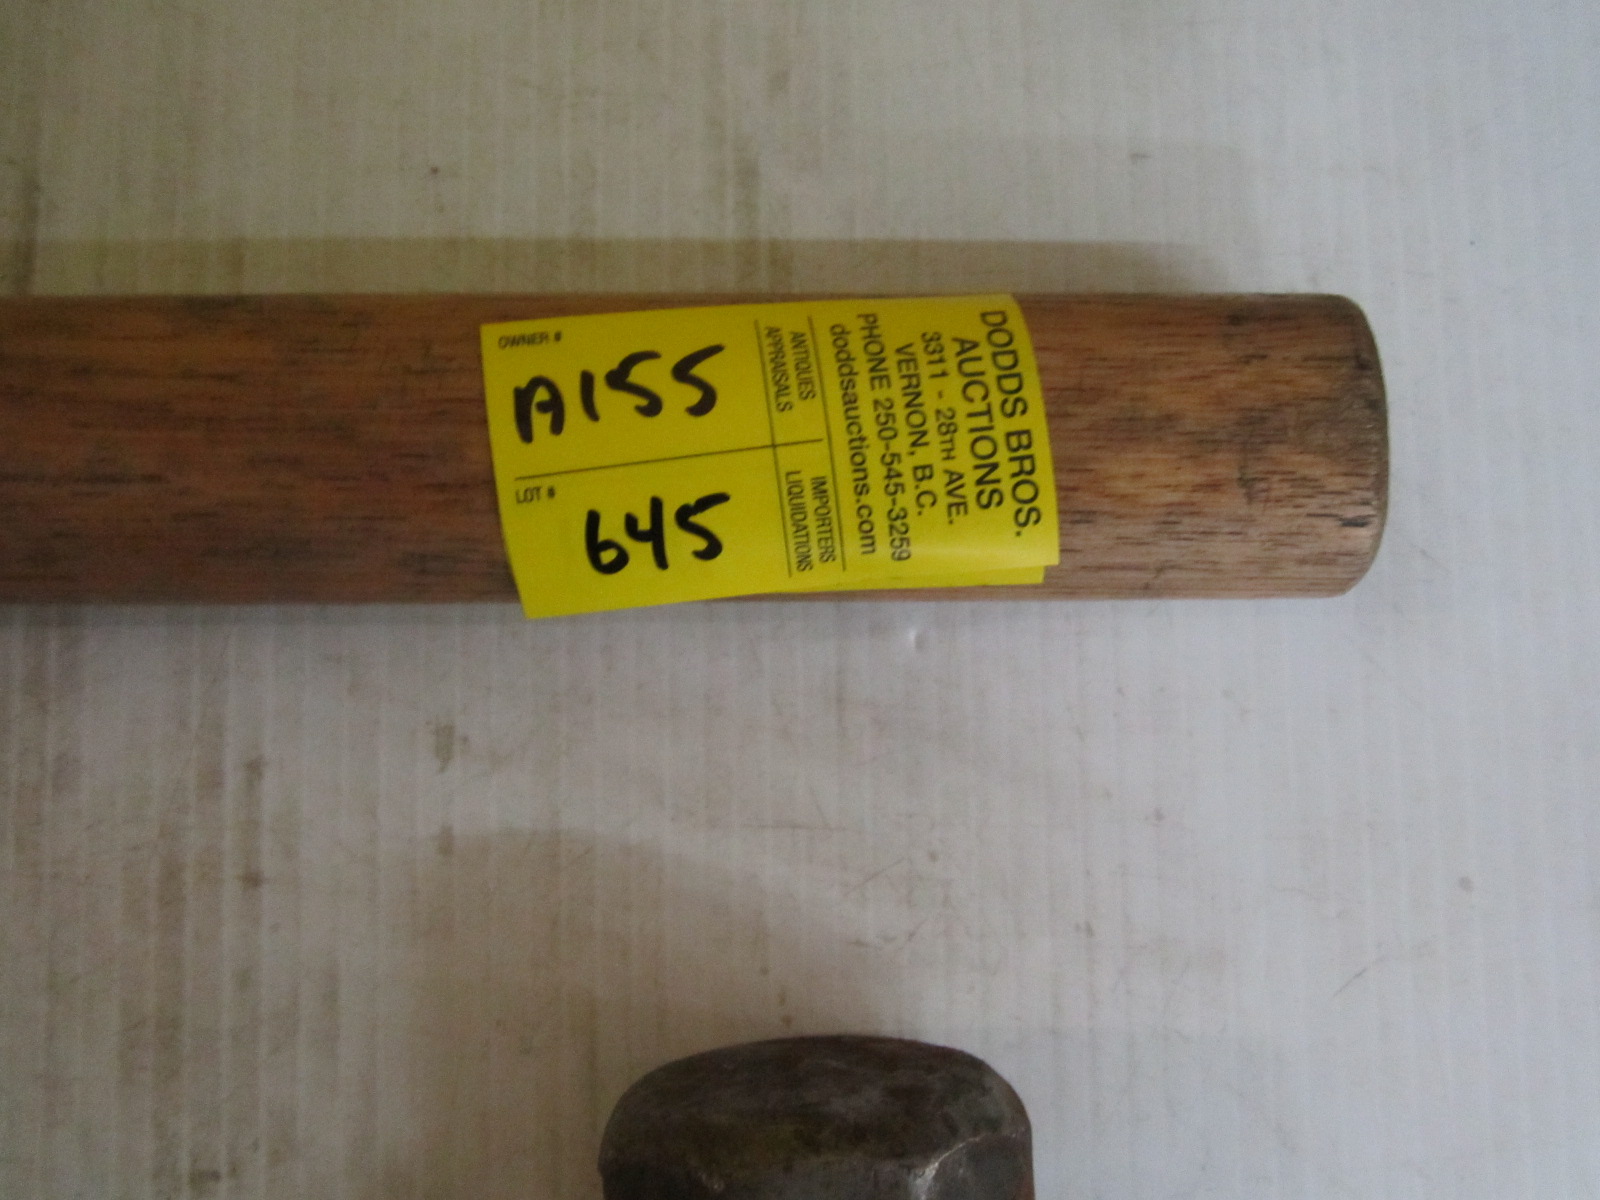 OWNER #
A155
LOT #
645
ANTIQUES
APPRAISALS
IMPORTERS
LIQUIDATIONS
DODDS BROS.
AUCTIONS
3311 - 28TH AVE.
VERNON, B.C.
PHONE 250-545-3259
doddsauctions.com